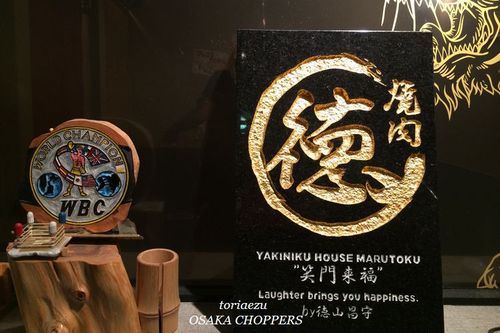 WORLD CHAMPION
WBC
焼肉
徳
YAKINIKU HOUSE MARUTOKU
"笑門来福"
Laughter brings you happiness.
by徳山昌守
toriaezu
OSAKA CHOPPERS